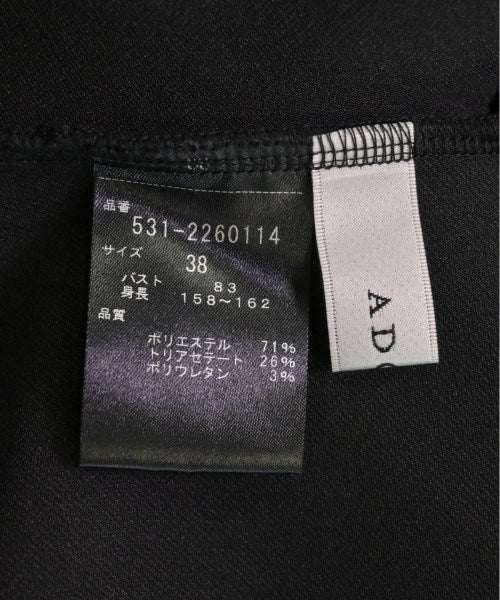 品番
531-2260114
サイズ
38
バスト 83
身長 158～162
品質
ポリエステル 71%
トリアセテート 26%
ポリウレタン 3%